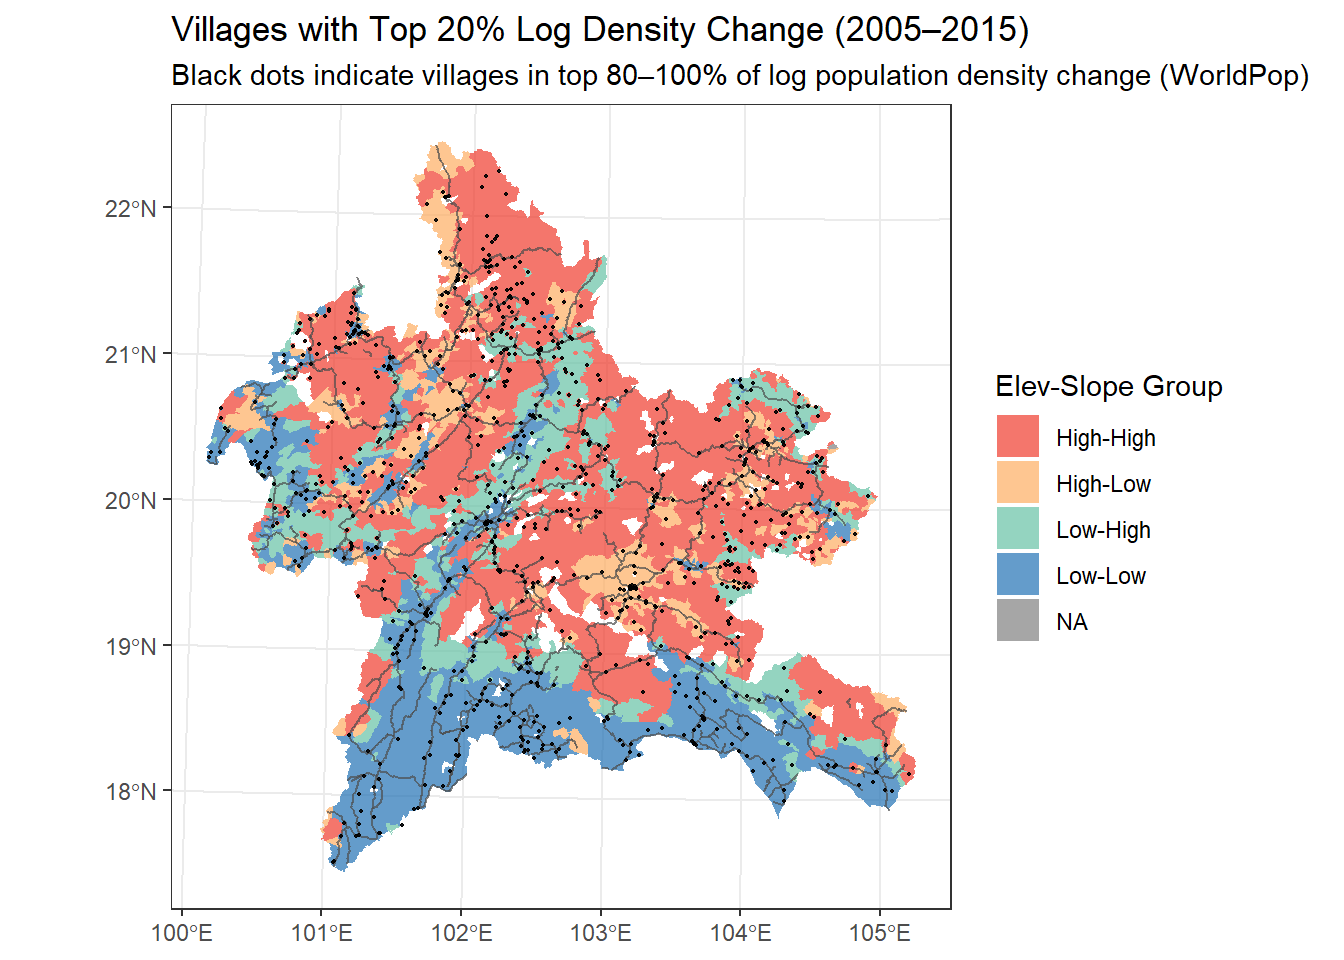 Villages with Top 20% Log Density Change (2005–2015)
Black dots indicate villages in top 80–100% of log population density change (WorldPop)
22°N
21°N
20°N
19°N
18°N
100°E
101°E
102°E
103°E
104°E
105°E
Elev-Slope Group
High-High
High-Low
Low-High
Low-Low
NA